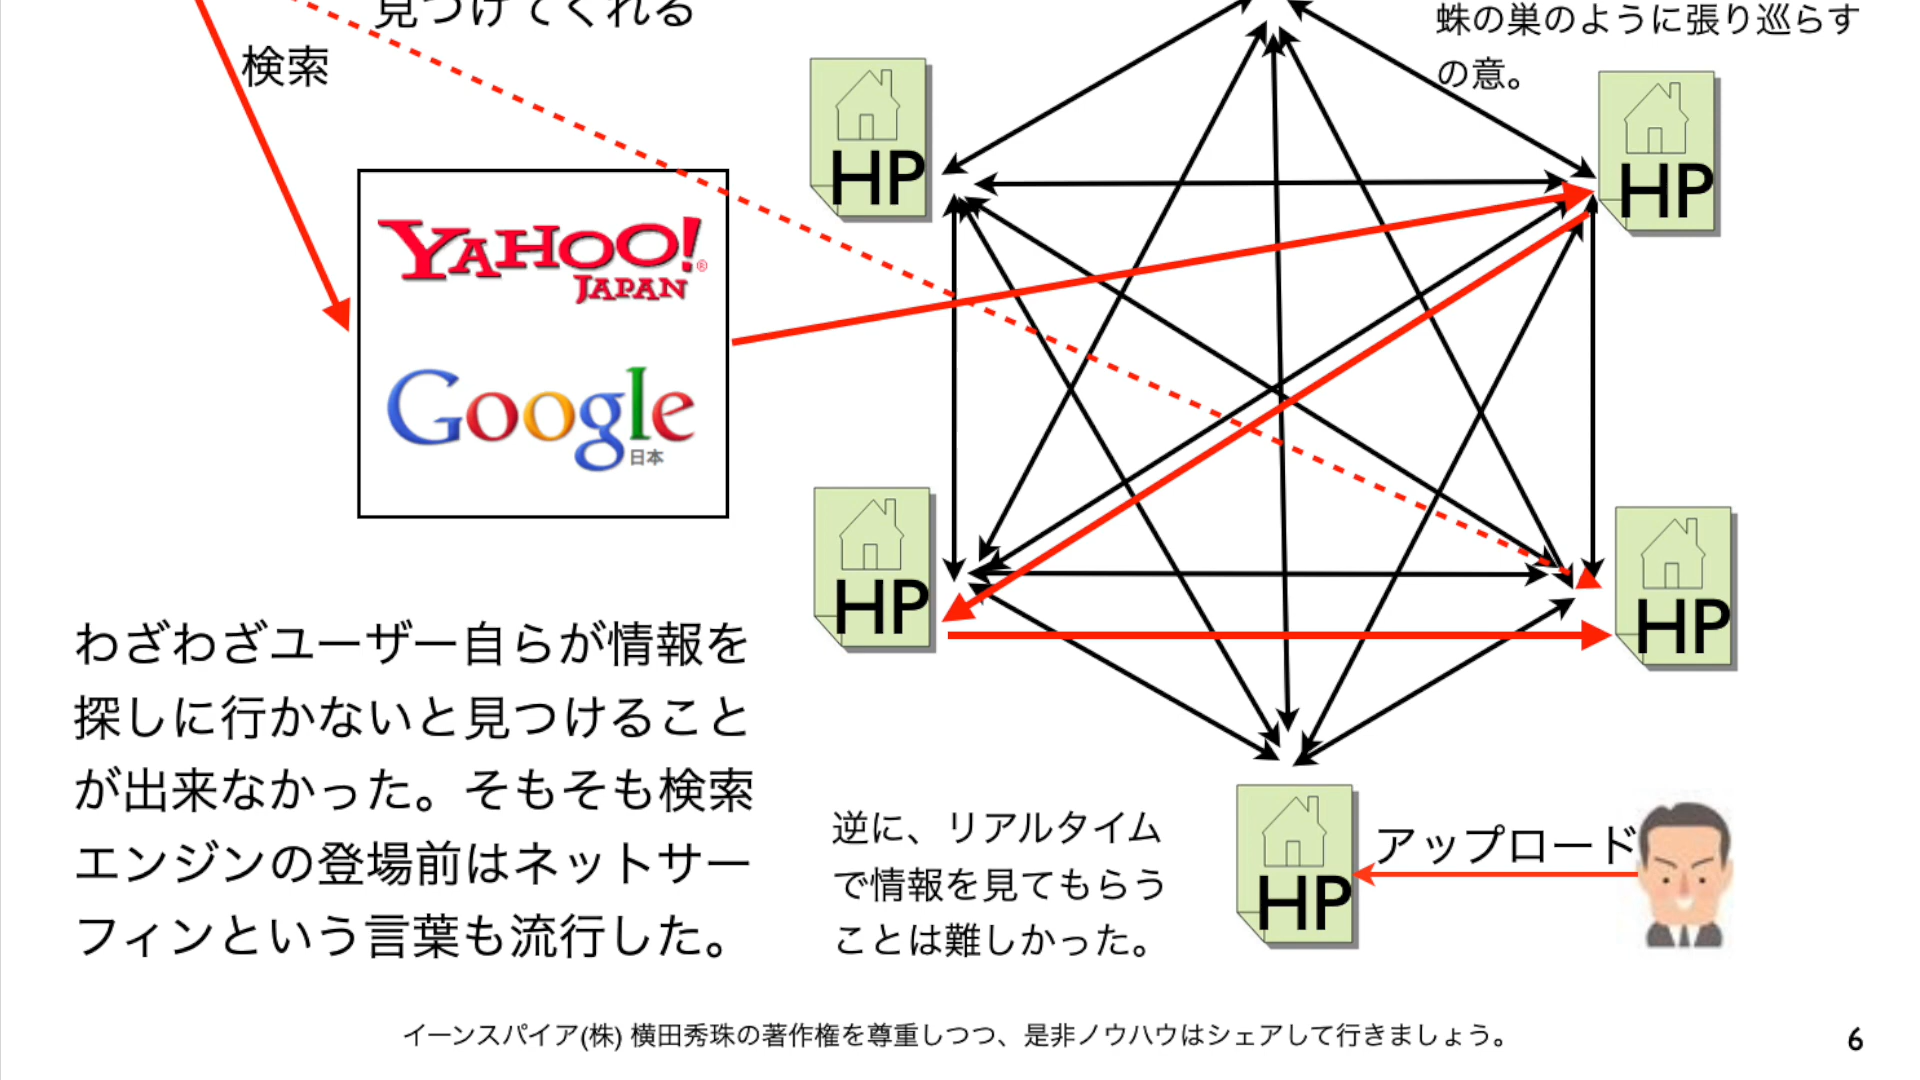 見つけてくれる
検索
蜘の巣のように張り巡らす
の意。
HP
HP
YAHOO!
JAPAN
Google
日本
HP
HP
わざわざユーザー自らが情報を
探しに行かないと見つけること
が出来なかった。そもそも検索
エンジンの登場前はネットサー
フィンという言葉も流行した。
逆に、リアルタイム
で情報を見てもらう
ことは難しかった。
HP
アップロード
イーンスパイア(株) 横田秀珠の著作権を尊重しつつ、是非ノウハウはシェアして行きましょう。
6